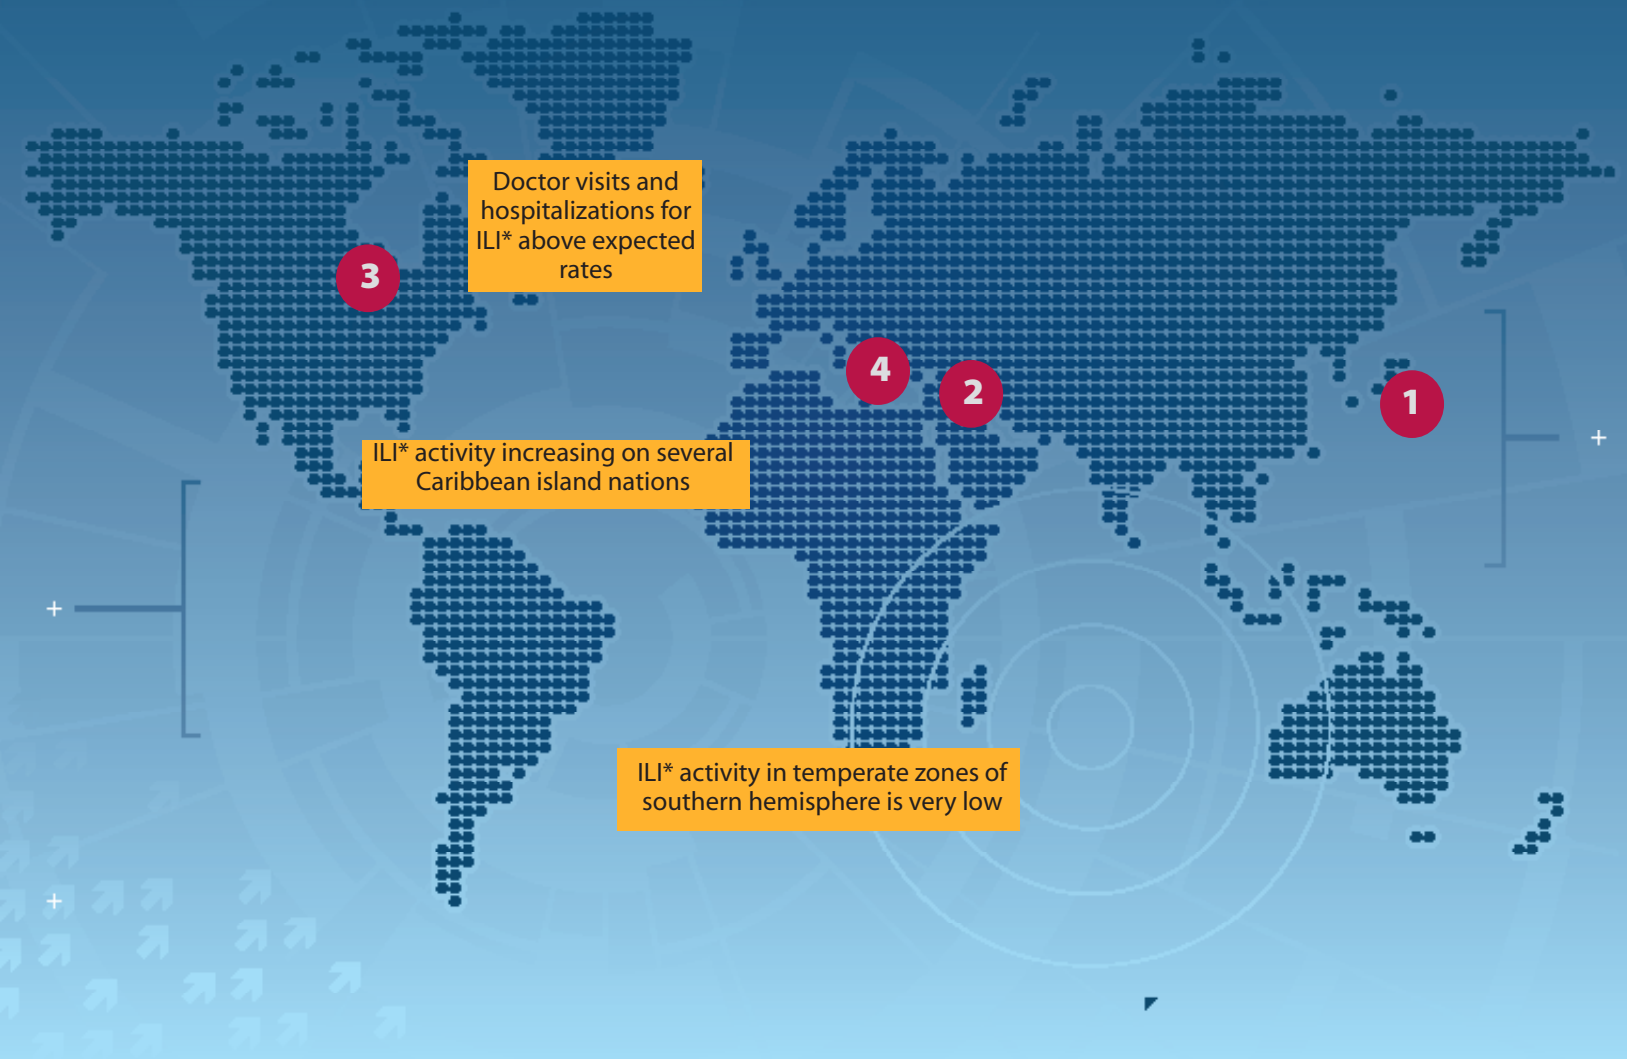 Doctor visits and
hospitalizations for
ILI* above expected
rates
3
4
2
1
ILI* activity increasing on several
Caribbean island nations
ILI* activity in temperate zones of
southern hemisphere is very low